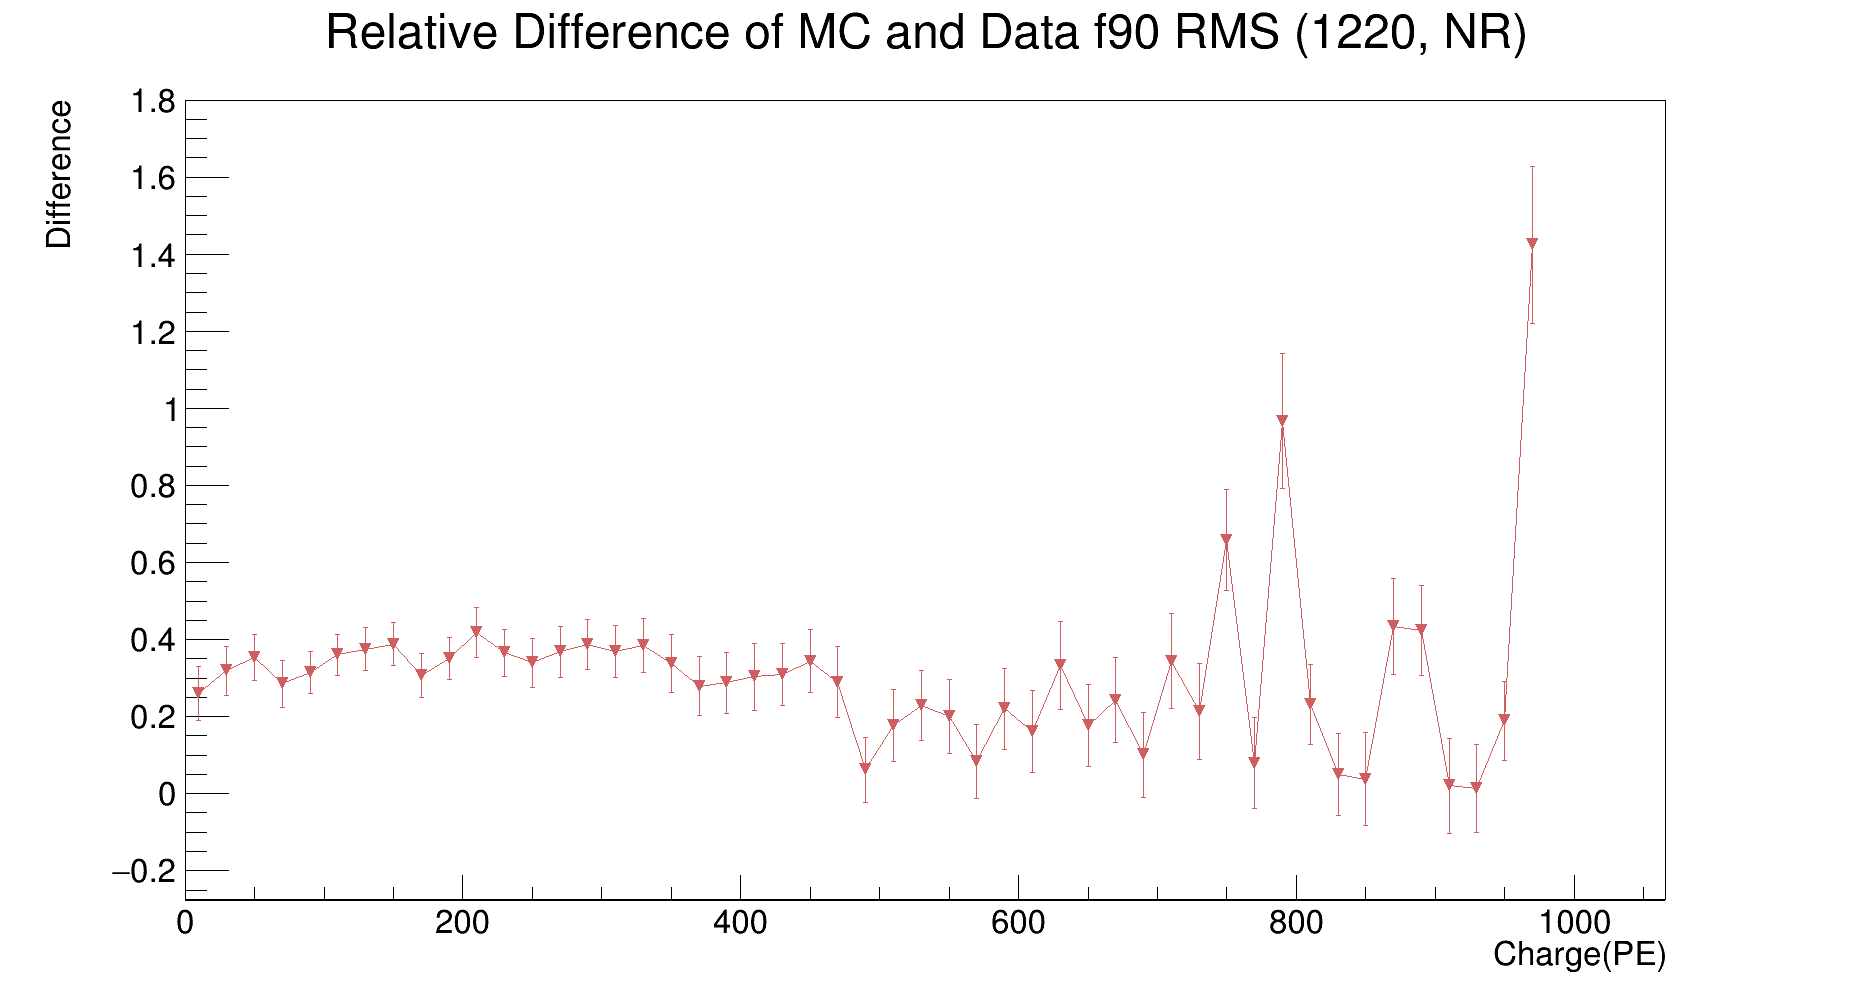 Relative Difference of MC and Data f90 RMS (1220, NR)
Difference
1.8
1.6
1.4
1.2
1
0.8
0.6
0.4
0.2
0
−0.2
0 200 400 600 800 1000
Charge(PE)